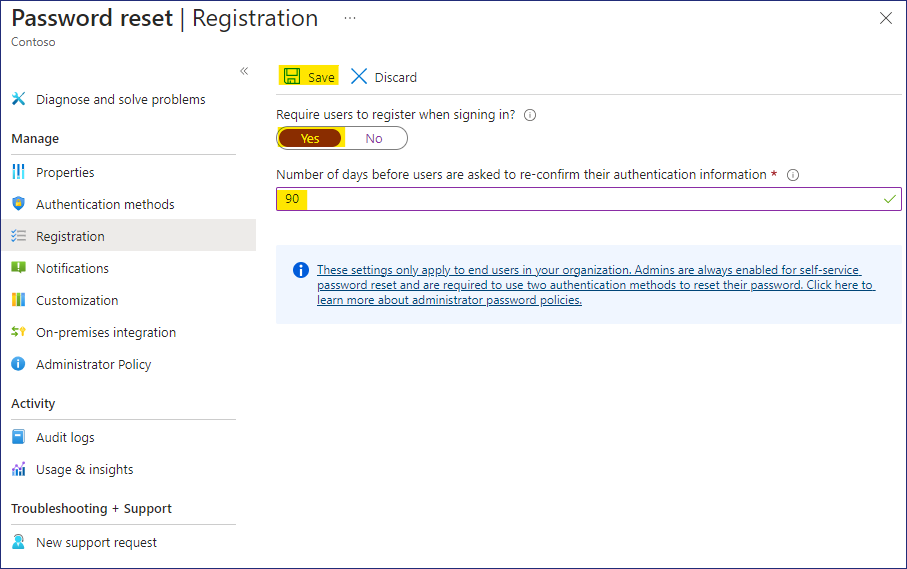 Password reset | Registration ...
Contoso
«
Diagnose and solve problems
Manage
Properties
Authentication methods
Registration
Notifications
Customization
On-premises integration
Administrator Policy
Activity
Audit logs
Usage & insights
Troubleshooting + Support
New support request
Save Discard
Require users to register when signing in?
Yes No
Number of days before users are asked to re-confirm their authentication information *
90
These settings only apply to end users in your organization. Admins are always enabled for self-service
password reset and are required to use two authentication methods to reset their password. Click here to
learn more about administrator password policies.